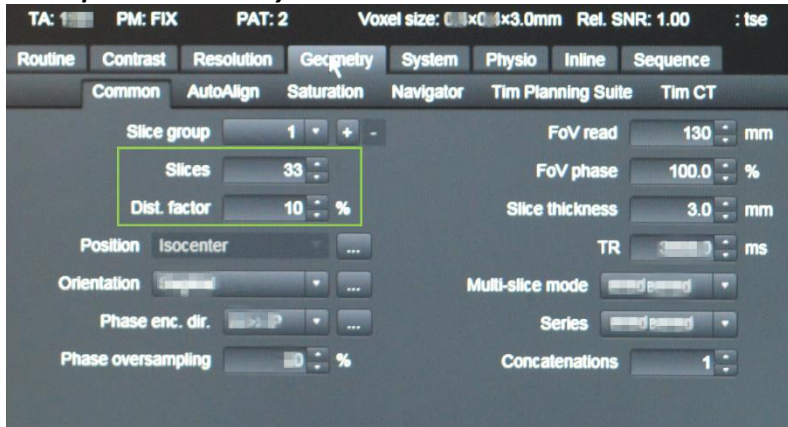 TA: PM: FIX PAT: 2 Voxel size: ×3.0mm Rel. SNR: 1.00 : tse
Routine Contrast Resolution Geometry System Physio Inline Sequence
Common AutoAlign Saturation Navigator Tim Planning Suite Tim CT
Slice group 1 + -
Slices 33
Dist. factor 10 %
Position Isocenter ...
Orientation ...
Phase enc. dir. ...
Phase oversampling %
FoV read 130 mm
FoV phase 100.0 %
Slice thickness 3.0 mm
TR ms
Multi-slice mode
Series
Concatenations 1